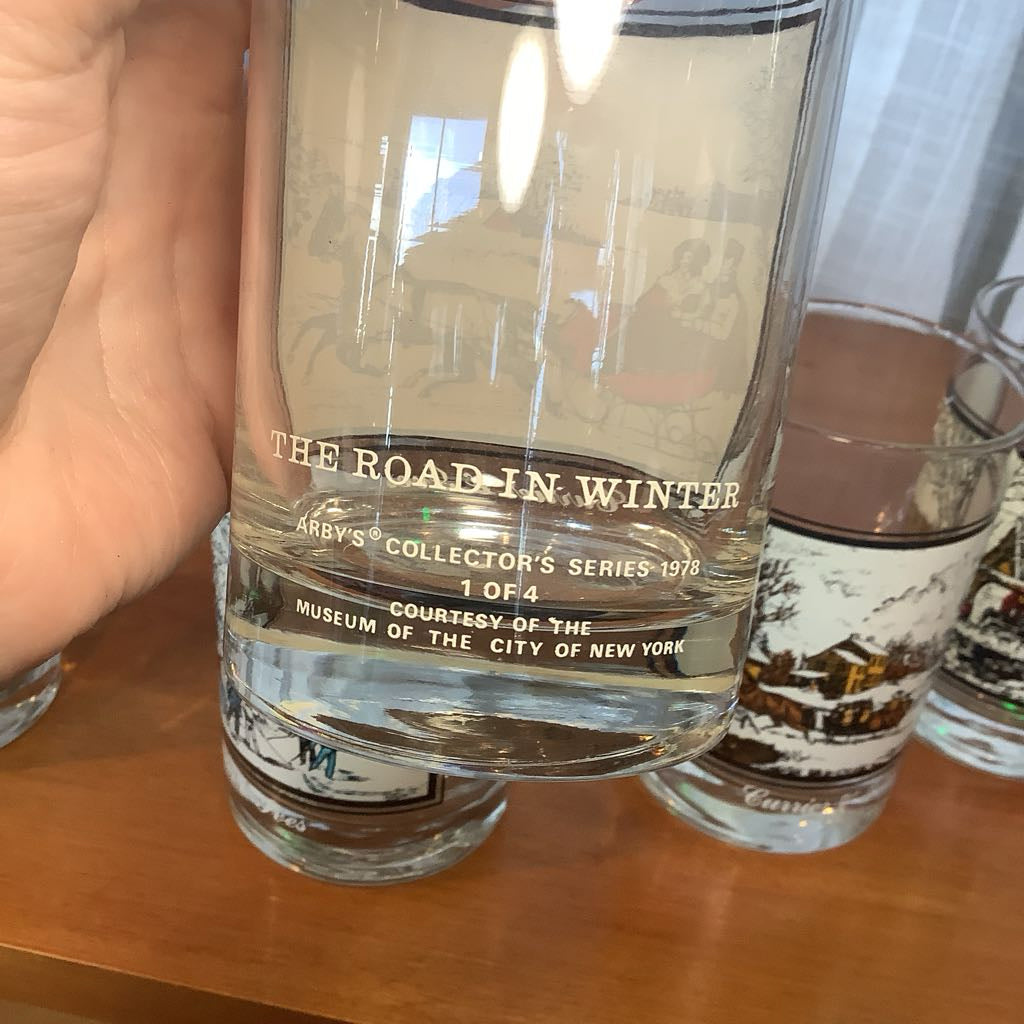 THE ROAD IN WINTER
ARBY'S® COLLECTOR'S SERIES 1978
1 OF 4
COURTESY OF THE
MUSEUM OF THE CITY OF NEW YORK
Currier